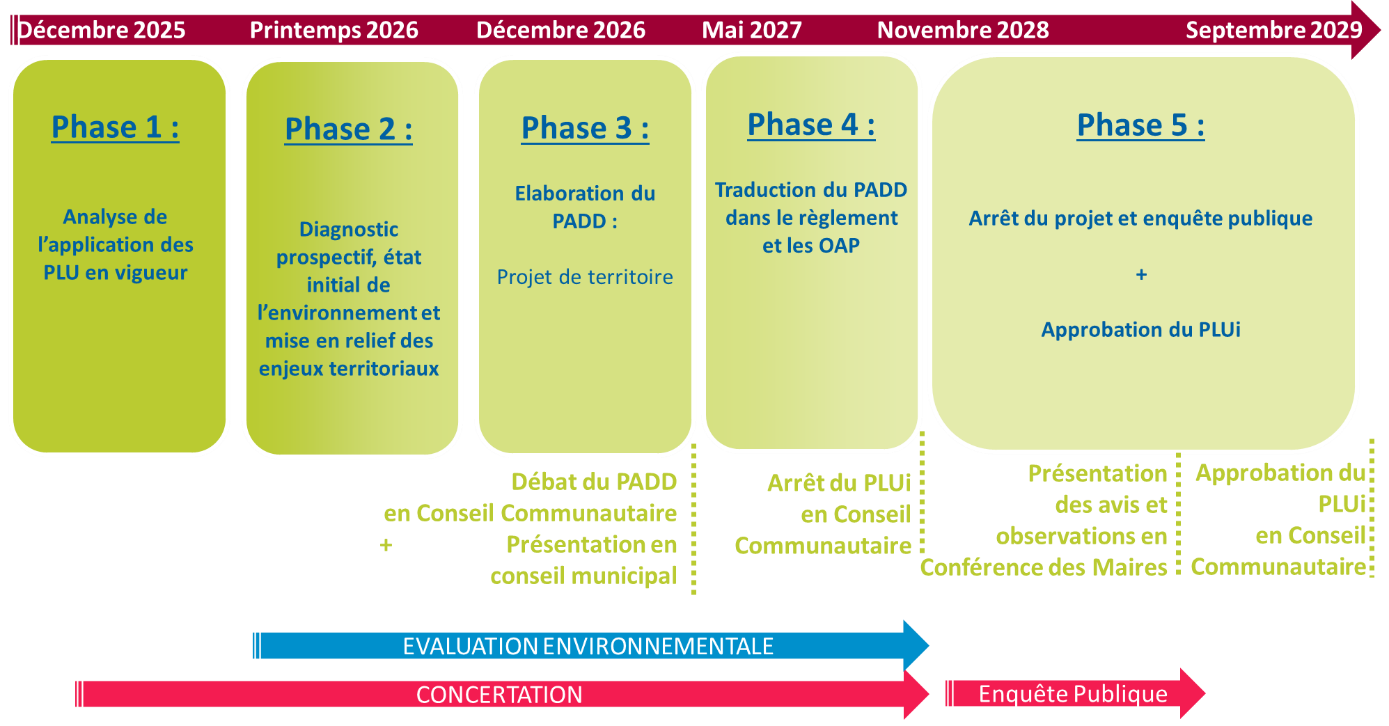 Décembre 2025 Printemps 2026 Décembre 2026 Mai 2027 Novembre 2028 Septembre 2029
Phase 1 :
Analyse de
l’application des
PLU en vigueur
Phase 2 :
Diagnostic
prospectif, état
initial de
l’environnement et
mise en relief des
enjeux territoriaux
Phase 3 :
Elaboration du
PADD :
Projet de territoire
Phase 4 :
Traduction du PADD
dans le règlement
et les OAP
Phase 5 :
Arrêt du projet et enquête publique
+
Approbation du PLUi
Débat du PADD
en Conseil Communautaire
+ Présentation en
conseil municipal
Arrêt du PLUi
en Conseil
Communautaire
Présentation
des avis et
observations en
Conférence des Maires
Approbation du
PLUi
en Conseil
Communautaire
EVALUATION ENVIRONNEMENTALE
CONCERTATION
Enquête Publique